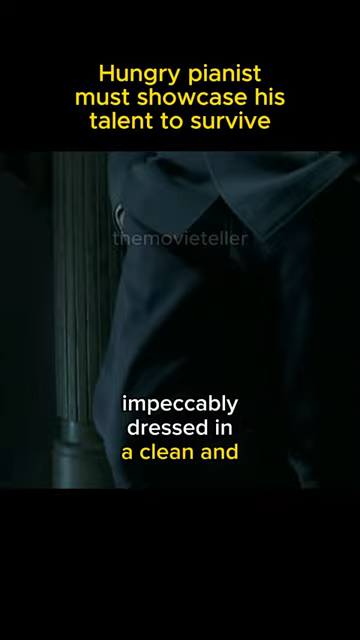 Hungry pianist
must showcase his
talent to survive
themovieteller
impeccably
dressed in
a clean and